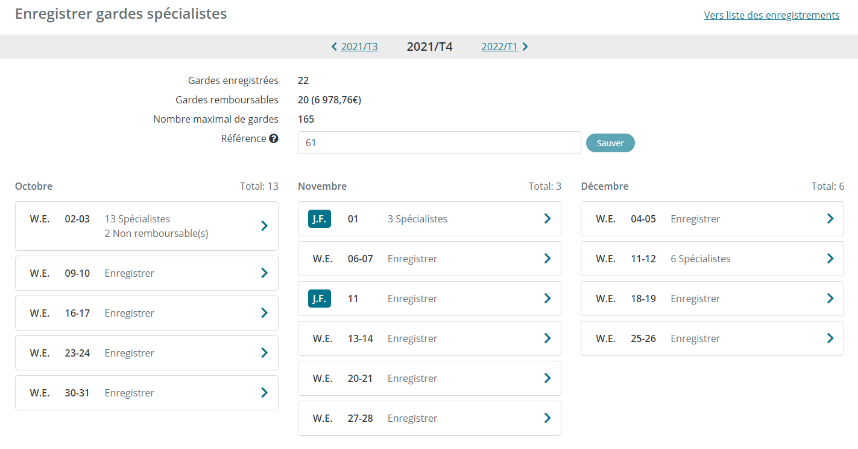 Enregistrer gardes spécialistes
Vers liste des enregistrements
2021/T3 2021/T4 2022/T1
Gardes enregistrées 22
Gardes remboursables 20 (6 978,76€)
Nombre maximal de gardes 165
Référence ? 61 Sauver
Octobre Total: 13
W.E. 02-03 13 Spécialistes
2 Non remboursable(s)
W.E. 09-10 Enregistrer
W.E. 16-17 Enregistrer
W.E. 23-24 Enregistrer
W.E. 30-31 Enregistrer
Novembre Total: 3
J.F. 01 3 Spécialistes
W.E. 06-07 Enregistrer
J.F. 11 Enregistrer
W.E. 13-14 Enregistrer
W.E. 20-21 Enregistrer
W.E. 27-28 Enregistrer
Décembre Total: 6
W.E. 04-05 Enregistrer
W.E. 11-12 6 Spécialistes
W.E. 18-19 Enregistrer
W.E. 25-26 Enregistrer